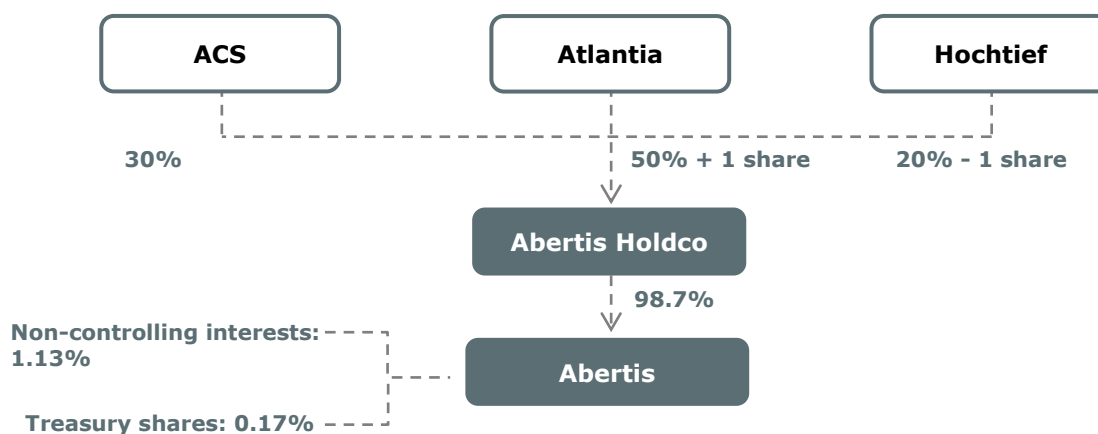 ACS
Atlantia
Hochtief
30%
50% + 1 share
20% - 1 share
Abertis Holdco
98.7%
Non-controlling interests:
1.13%
Abertis
Treasury shares: 0.17%